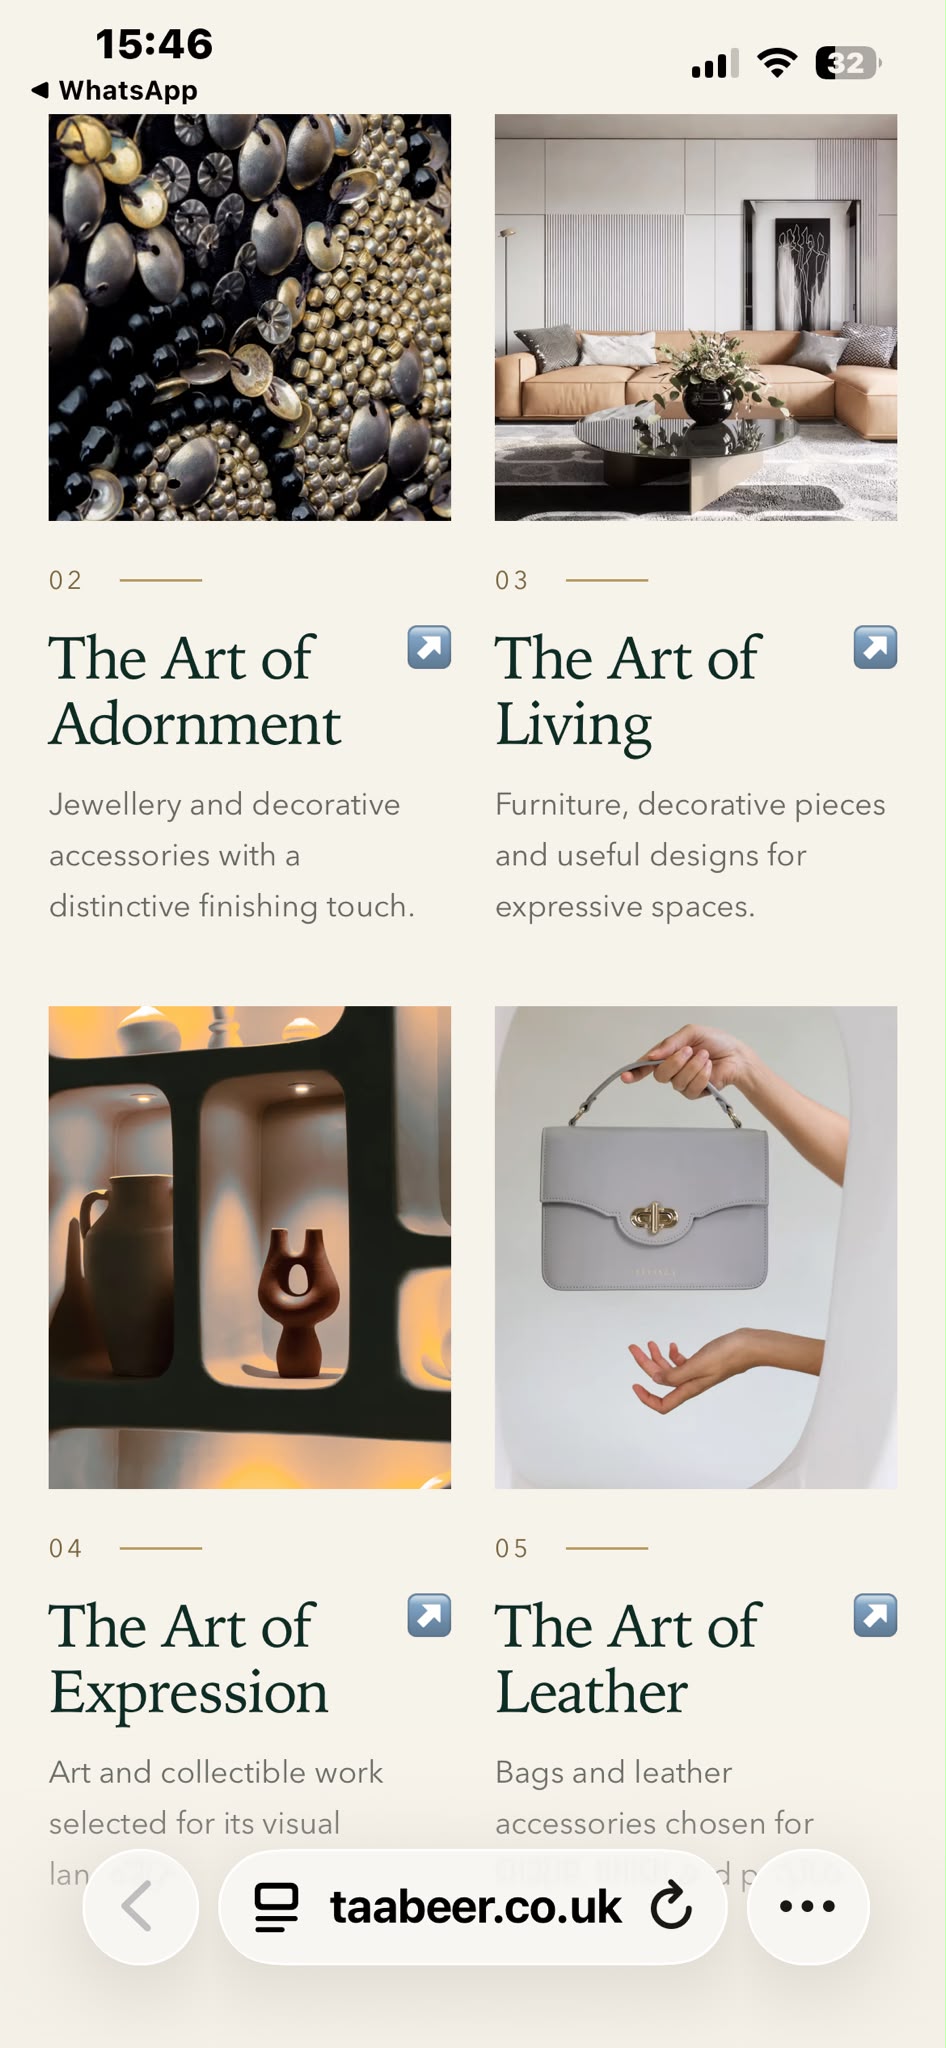 15:46
32
WhatsApp
02
The Art of
Adornment
Jewellery and decorative
accessories with a
distinctive finishing touch.
03
The Art of
Living
Furniture, decorative pieces
and useful designs for
expressive spaces.
04
The Art of
Expression
Art and collectible work
selected for its visual
05
The Art of
Leather
Bags and leather
accessories chosen for
taabeer.co.uk